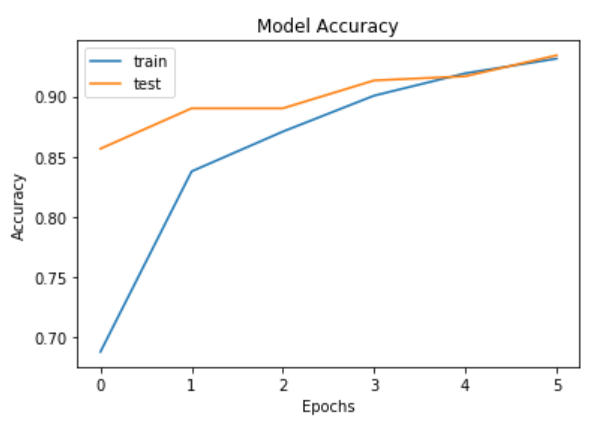 Model Accuracy
train
test
0.90
0.85
0.80
0.75
0.70
Accuracy
0 1 2 3 4 5
Epochs